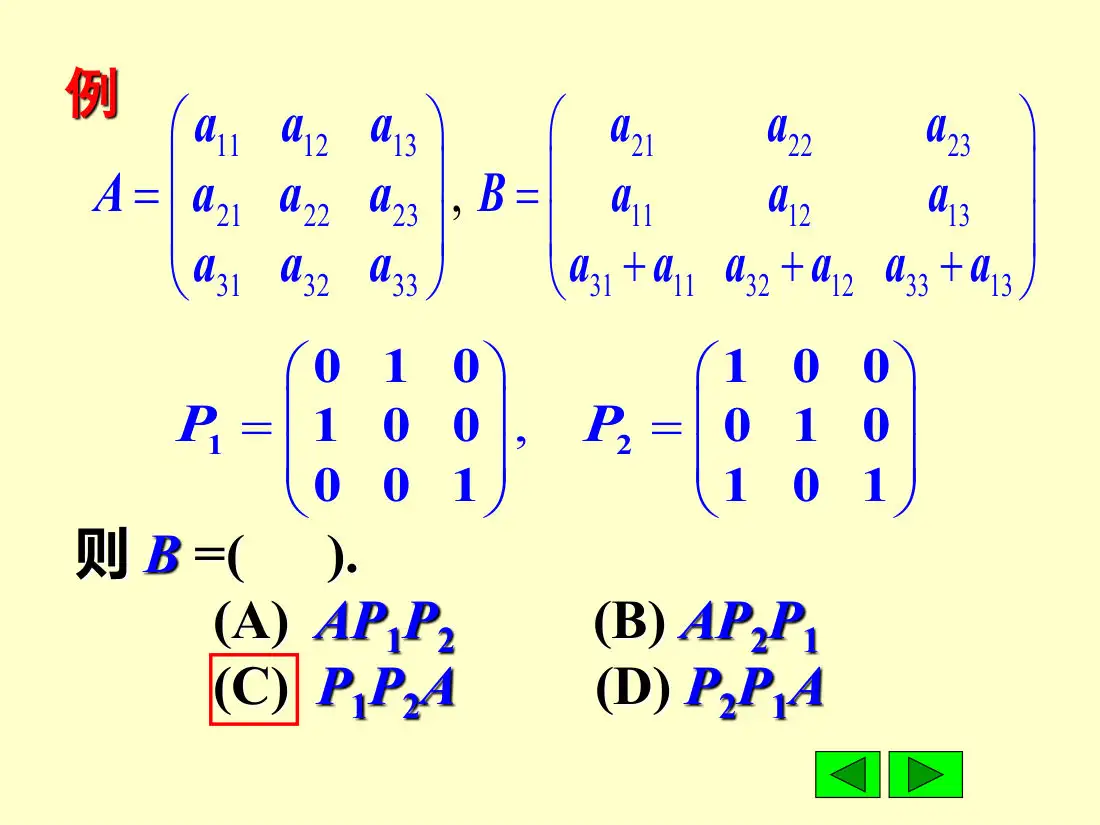 例
A = ( a11 a12 a13 ; a21 a22 a23 ; a31 a32 a33 ) , B = ( a21 a22 a23 ; a11 a12 a13 ; a31 + a11 a32 + a12 a33 + a13 )
P1 = ( 0 1 0 ; 1 0 0 ; 0 0 1 ) , P2 = ( 1 0 0 ; 0 1 0 ; 1 0 1 )
则 B =( ).
(A) AP1P2 (B) AP2P1
(C) P1P2A (D) P2P1A